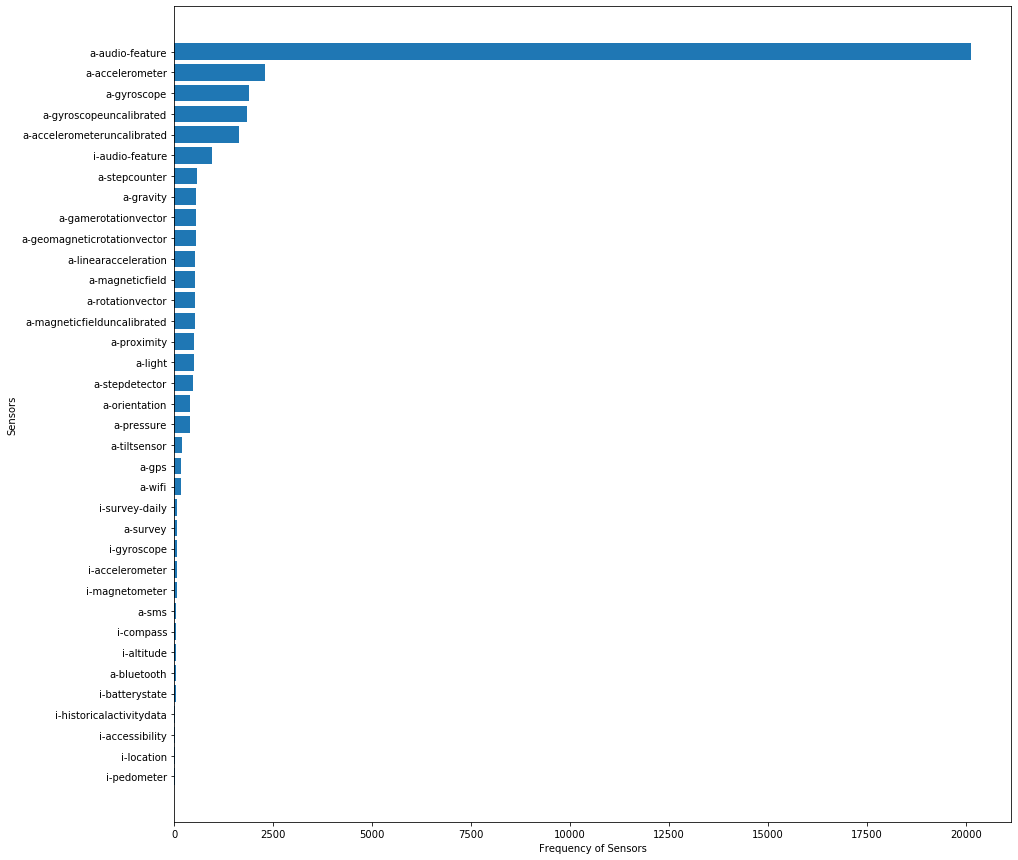 a-audio-feature
a-accelerometer
a-gyroscope
a-gyroscopeuncalibrated
a-accelerometeruncalibrated
i-audio-feature
a-stepcounter
a-gravity
a-gamerotationvector
a-geomagneticrotationvector
a-linearacceleration
a-magneticfield
a-rotationvector
a-magneticfielduncalibrated
a-proximity
a-light
a-stepdetector
a-orientation
a-pressure
a-tiltsensor
a-gps
a-wifi
i-survey-daily
a-survey
i-gyroscope
i-accelerometer
i-magnetometer
a-sms
i-compass
i-altitude
a-bluetooth
i-batterystate
i-historicalactivitydata
i-accessibility
i-location
i-pedometer
Sensors
0 2500 5000 7500 10000 12500 15000 17500 20000
Frequency of Sensors